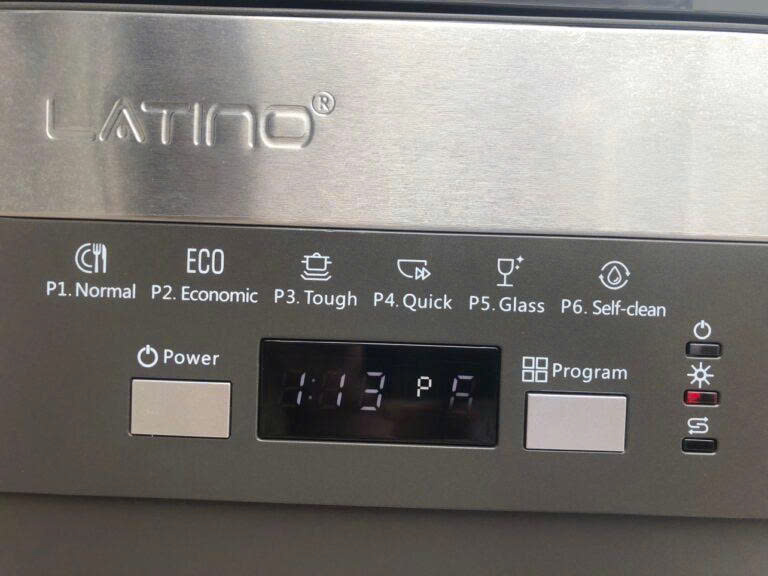 LATINO®
P1. Normal
ECO
P2. Economic
P3. Tough
P4. Quick
P5. Glass
P6. Self-clean
Power
1:13 P
Program